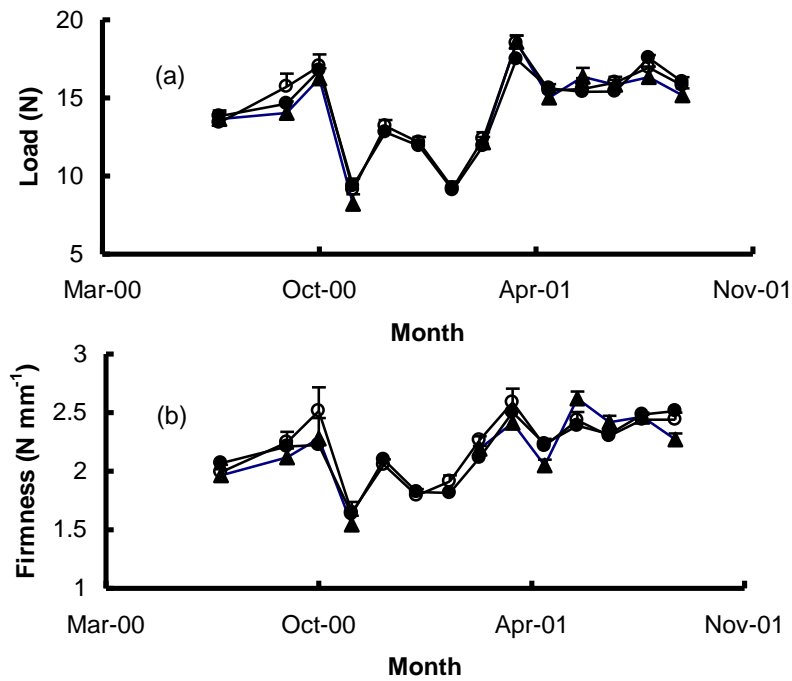 20
15
10
5
(a)
Load (N)
Mar-00 Oct-00 Apr-01 Nov-01
Month
3
2.5
2
1.5
1
(b)
Firmness (N mm-1)
Mar-00 Oct-00 Apr-01 Nov-01
Month